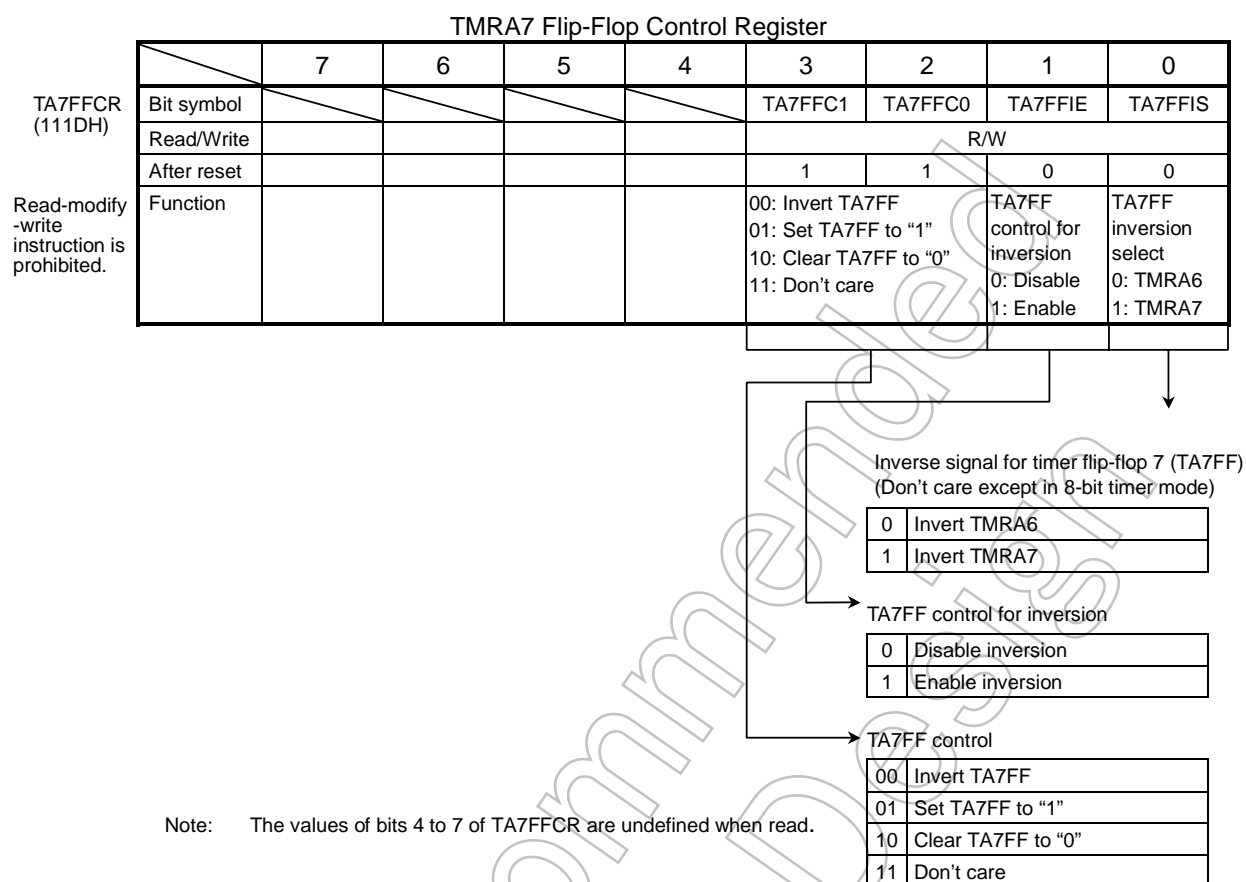 TMRA7 Flip-Flop Control Register
7 6 5 4 3 2 1 0
TA7FFCR
(111DH)
Bit symbol TA7FFC1 TA7FFC0 TA7FFIE TA7FFIS
Read/Write R/W
After reset 1 1 0 0
Read-modify
-write
instruction is
prohibited.
Function
00: Invert TA7FF
01: Set TA7FF to “1”
10: Clear TA7FF to “0”
11: Don’t care
TA7FF
control for
inversion
0: Disable
1: Enable
TA7FF
inversion
select
0: TMRA6
1: TMRA7
Inverse signal for timer flip-flop 7 (TA7FF)
(Don’t care except in 8-bit timer mode)
0 Invert TMRA6
1 Invert TMRA7
TA7FF control for inversion
0 Disable inversion
1 Enable inversion
TA7FF control
00 Invert TA7FF
01 Set TA7FF to “1”
10 Clear TA7FF to “0”
11 Don’t care
Note: The values of bits 4 to 7 of TA7FFCR are undefined when read.
ommended
Design